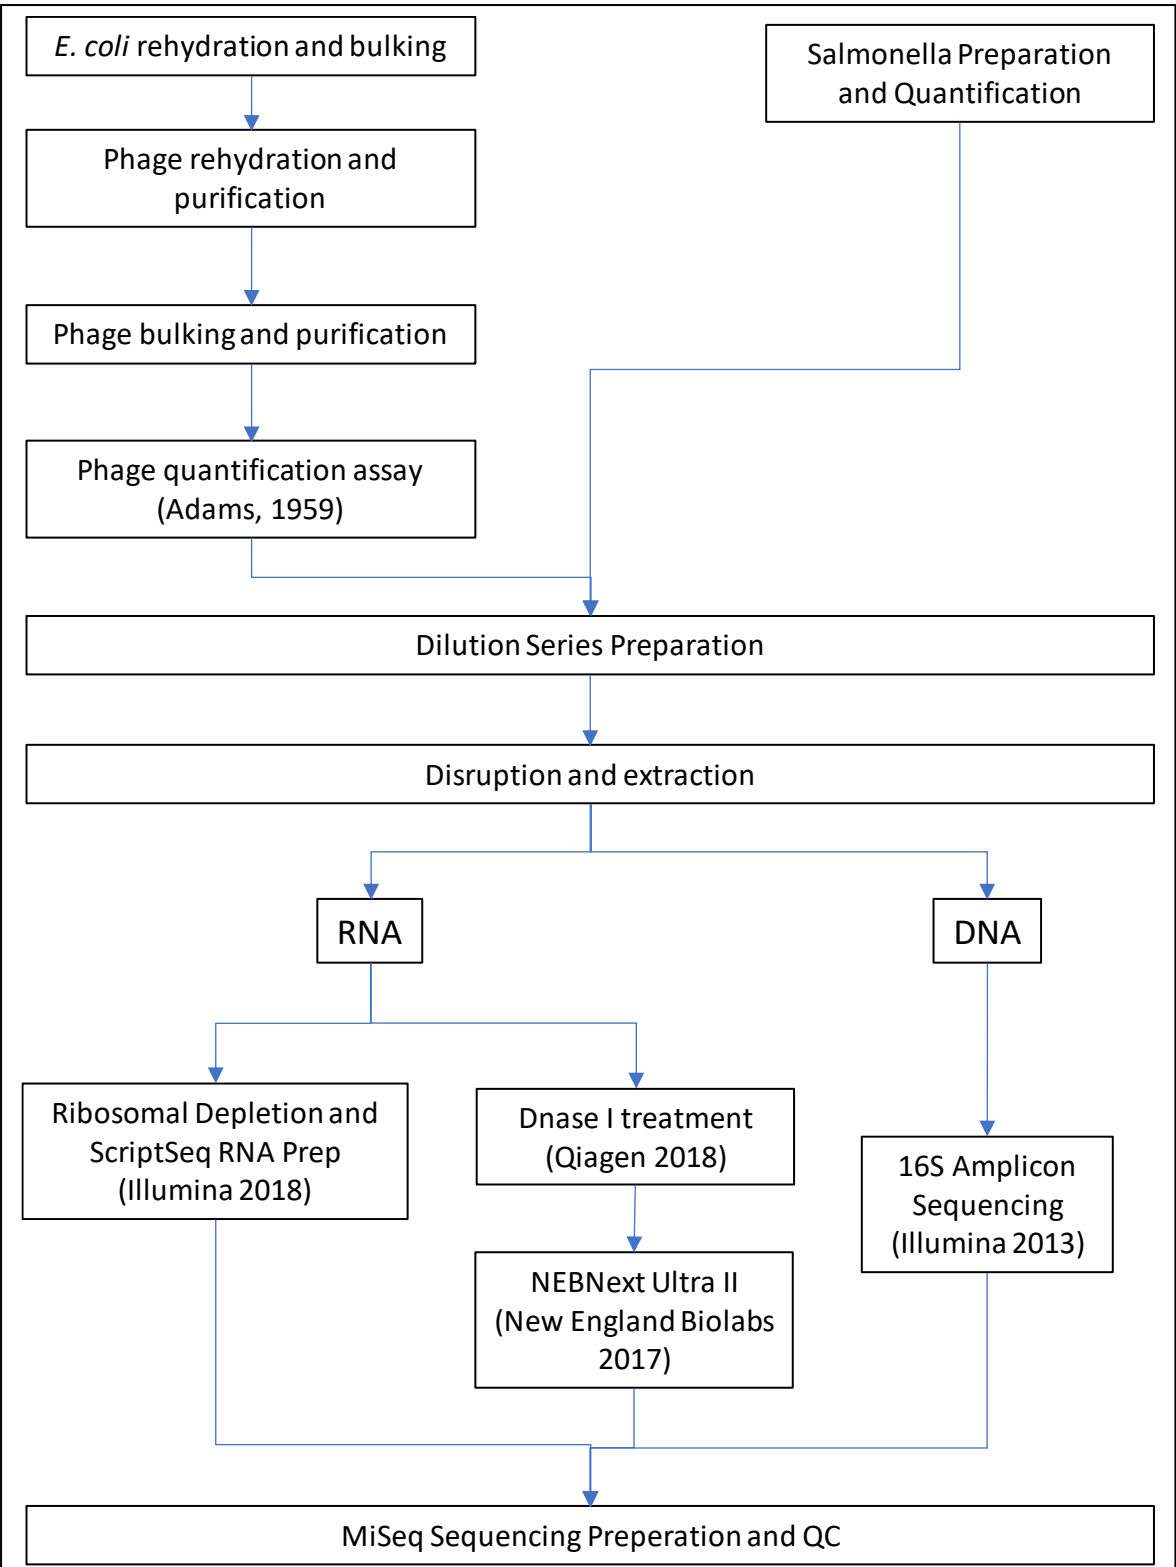 E. coli rehydration and bulking
Salmonella Preparation
and Quantification
Phage rehydration and
purification
Phage bulking and purification
Phage quantification assay
(Adams, 1959)
Dilution Series Preparation
Disruption and extraction
RNA
DNA
Ribosomal Depletion and
ScriptSeq RNA Prep
(Illumina 2018)
Dnase I treatment
(Qiagen 2018)
16S Amplicon
Sequencing
(Illumina 2013)
NEBNext Ultra II
(New England Biolabs
2017)
MiSeq Sequencing Preperation and QC